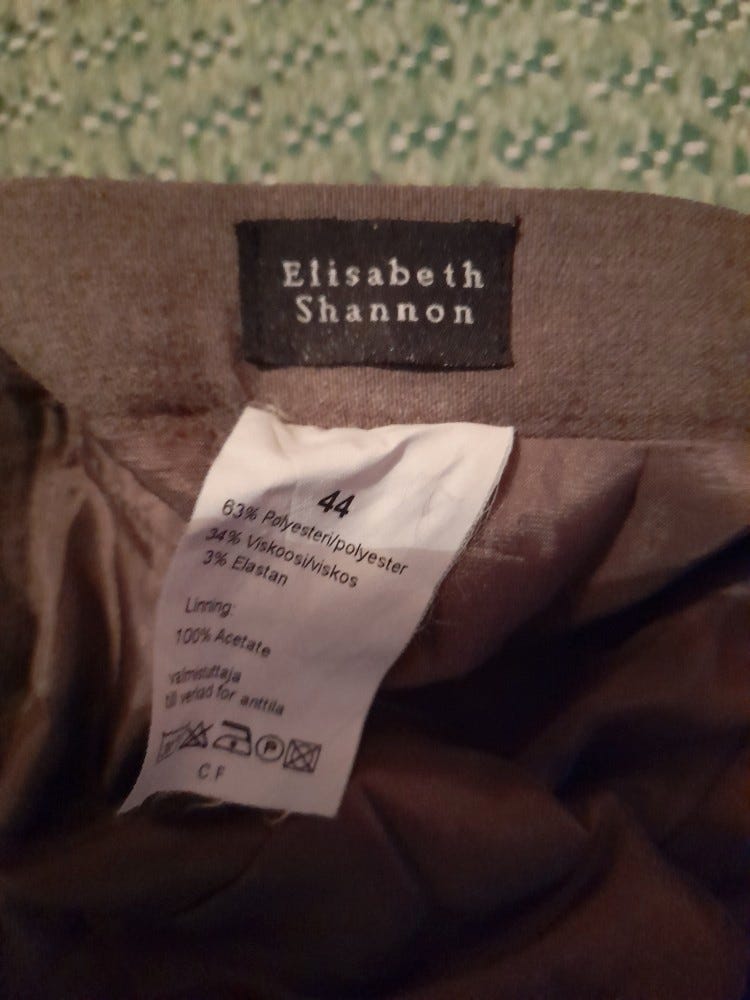 Elisabeth
Shannon
44
63% Polyesteri/polyester
34% Viskoosi/viskos
3% Elastan
Linning:
100% Acetate
valmistuttaja
till verkad for anttila
P
C F